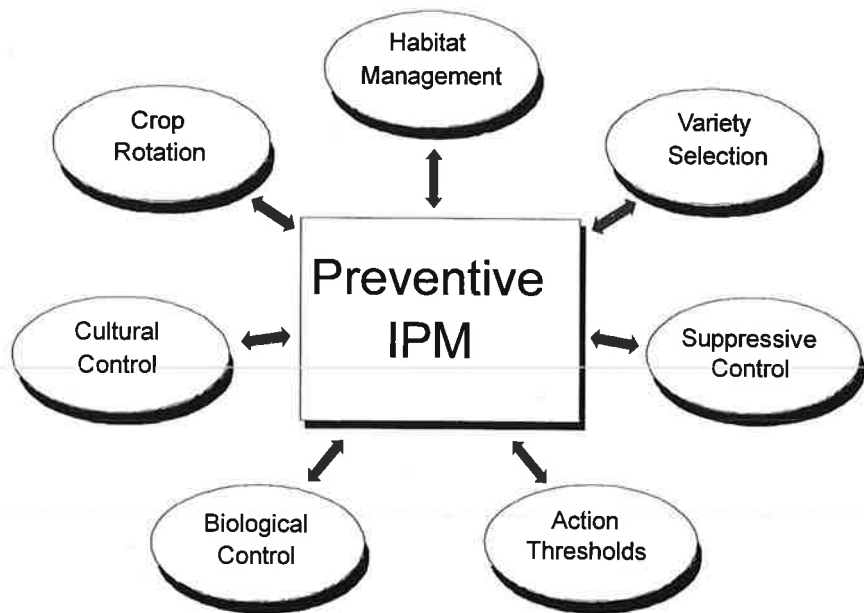 Habitat
Management
Crop
Rotation
Variety
Selection
Preventive
IPM
Cultural
Control
Suppressive
Control
Biological
Control
Action
Thresholds